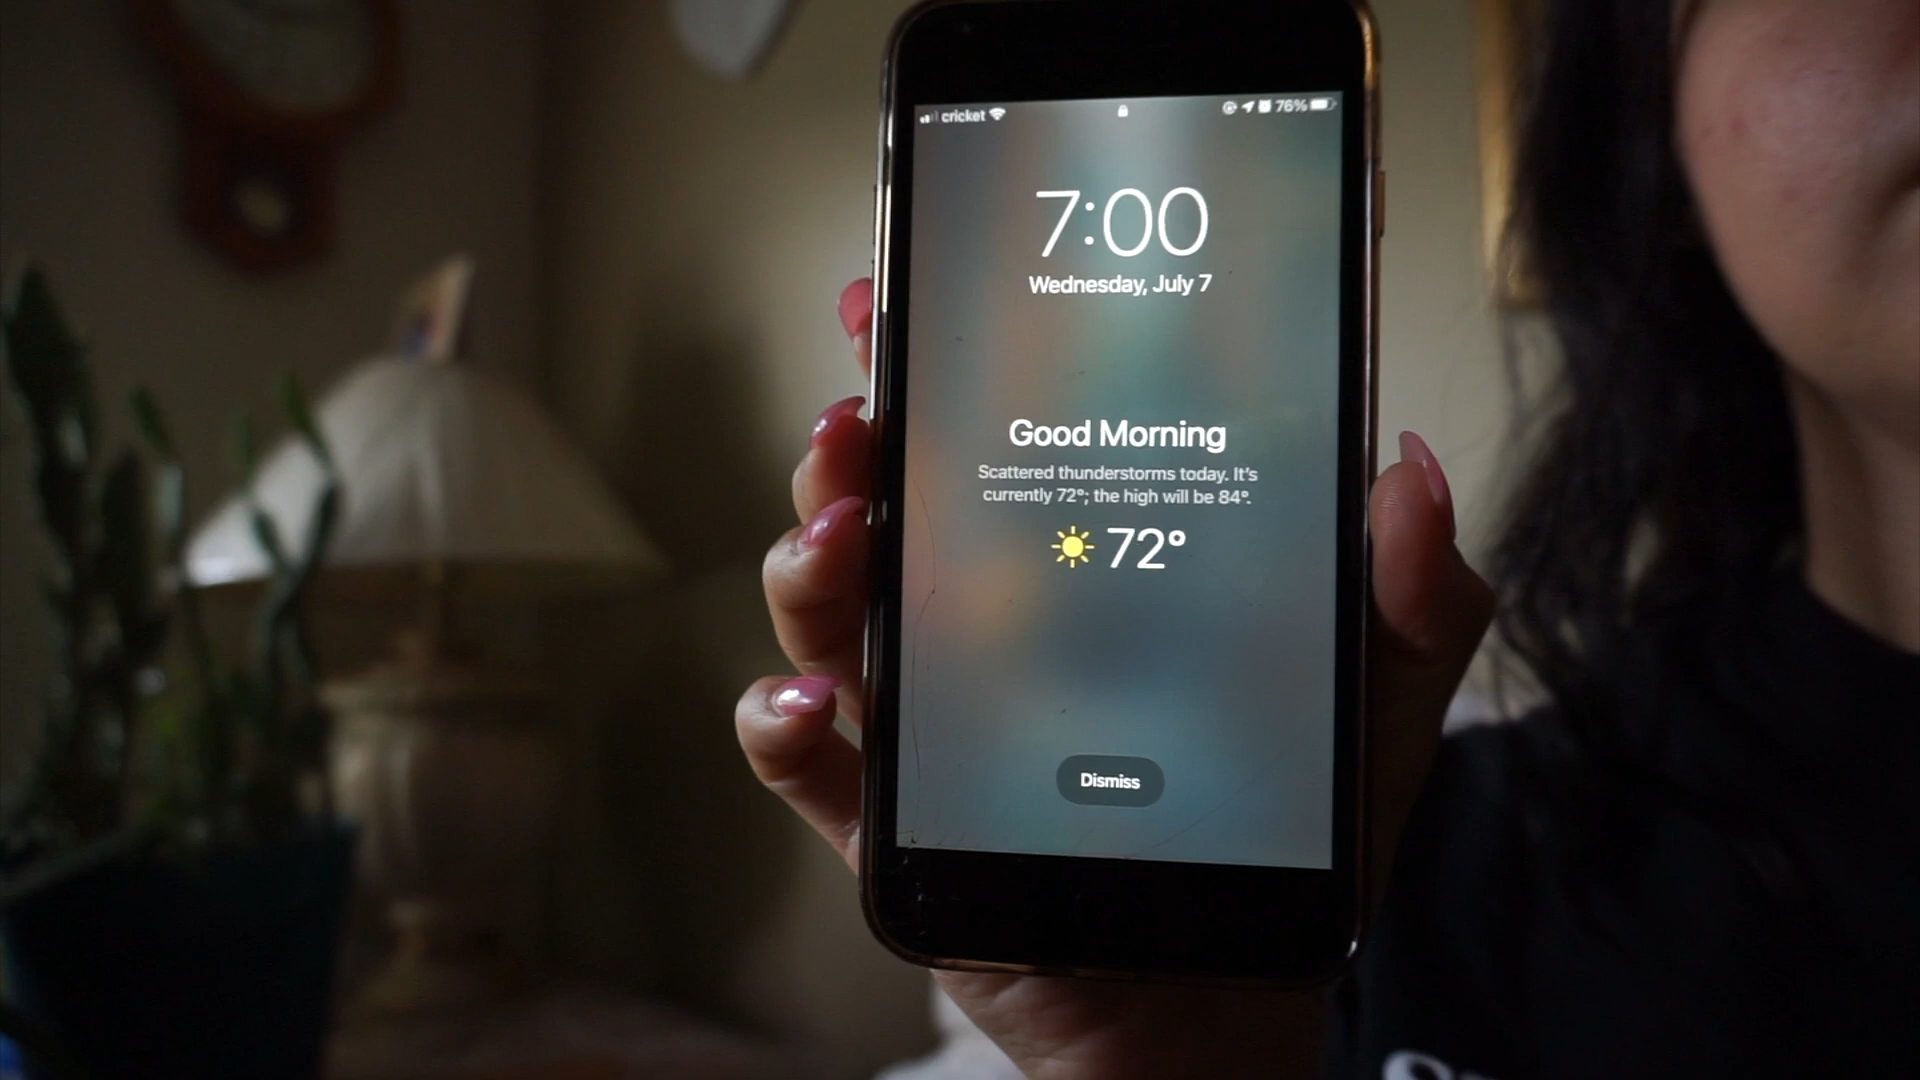 cricket 76%
7:00
Wednesday, July 7
Good Morning
Scattered thunderstorms today. It's
currently 72°; the high will be 84°.
72°
Dismiss